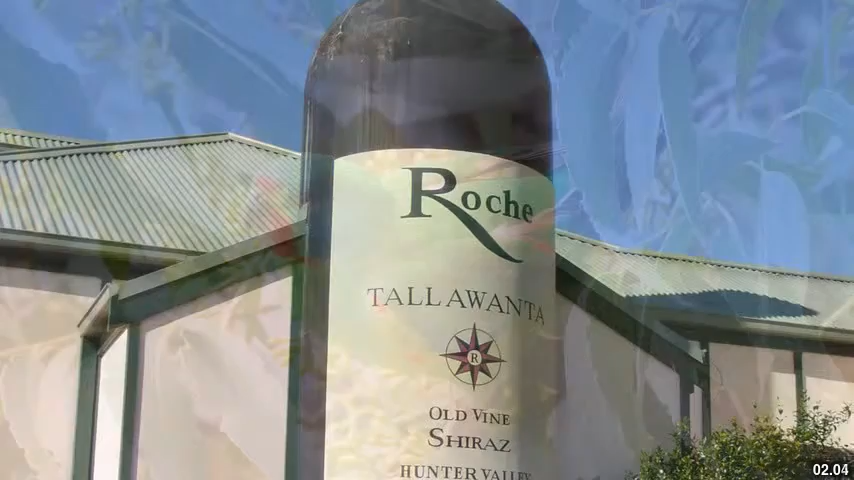 Roche
TALLAWANTA
R
OLD VINE
SHIRAZ
HUNTER VALLEY
02.04